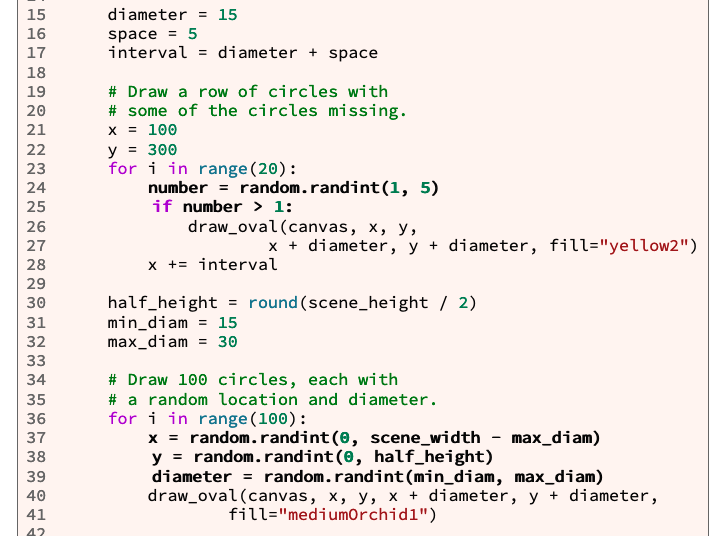 15 diameter = 15
16 space = 5
17 interval = diameter + space
18
19 # Draw a row of circles with
20 # some of the circles missing.
21 x = 100
22 y = 300
23 for i in range(20):
24 number = random.randint(1, 5)
25 if number > 1:
26 draw_oval(canvas, x, y,
27 x + diameter, y + diameter, fill="yellow2")
28 x += interval
29
30 half_height = round(scene_height / 2)
31 min_diam = 15
32 max_diam = 30
33
34 # Draw 100 circles, each with
35 # a random location and diameter.
36 for i in range(100):
37 x = random.randint(0, scene_width - max_diam)
38 y = random.randint(0, half_height)
39 diameter = random.randint(min_diam, max_diam)
40 draw_oval(canvas, x, y, x + diameter, y + diameter,
41 fill="mediumOrchid1")
42